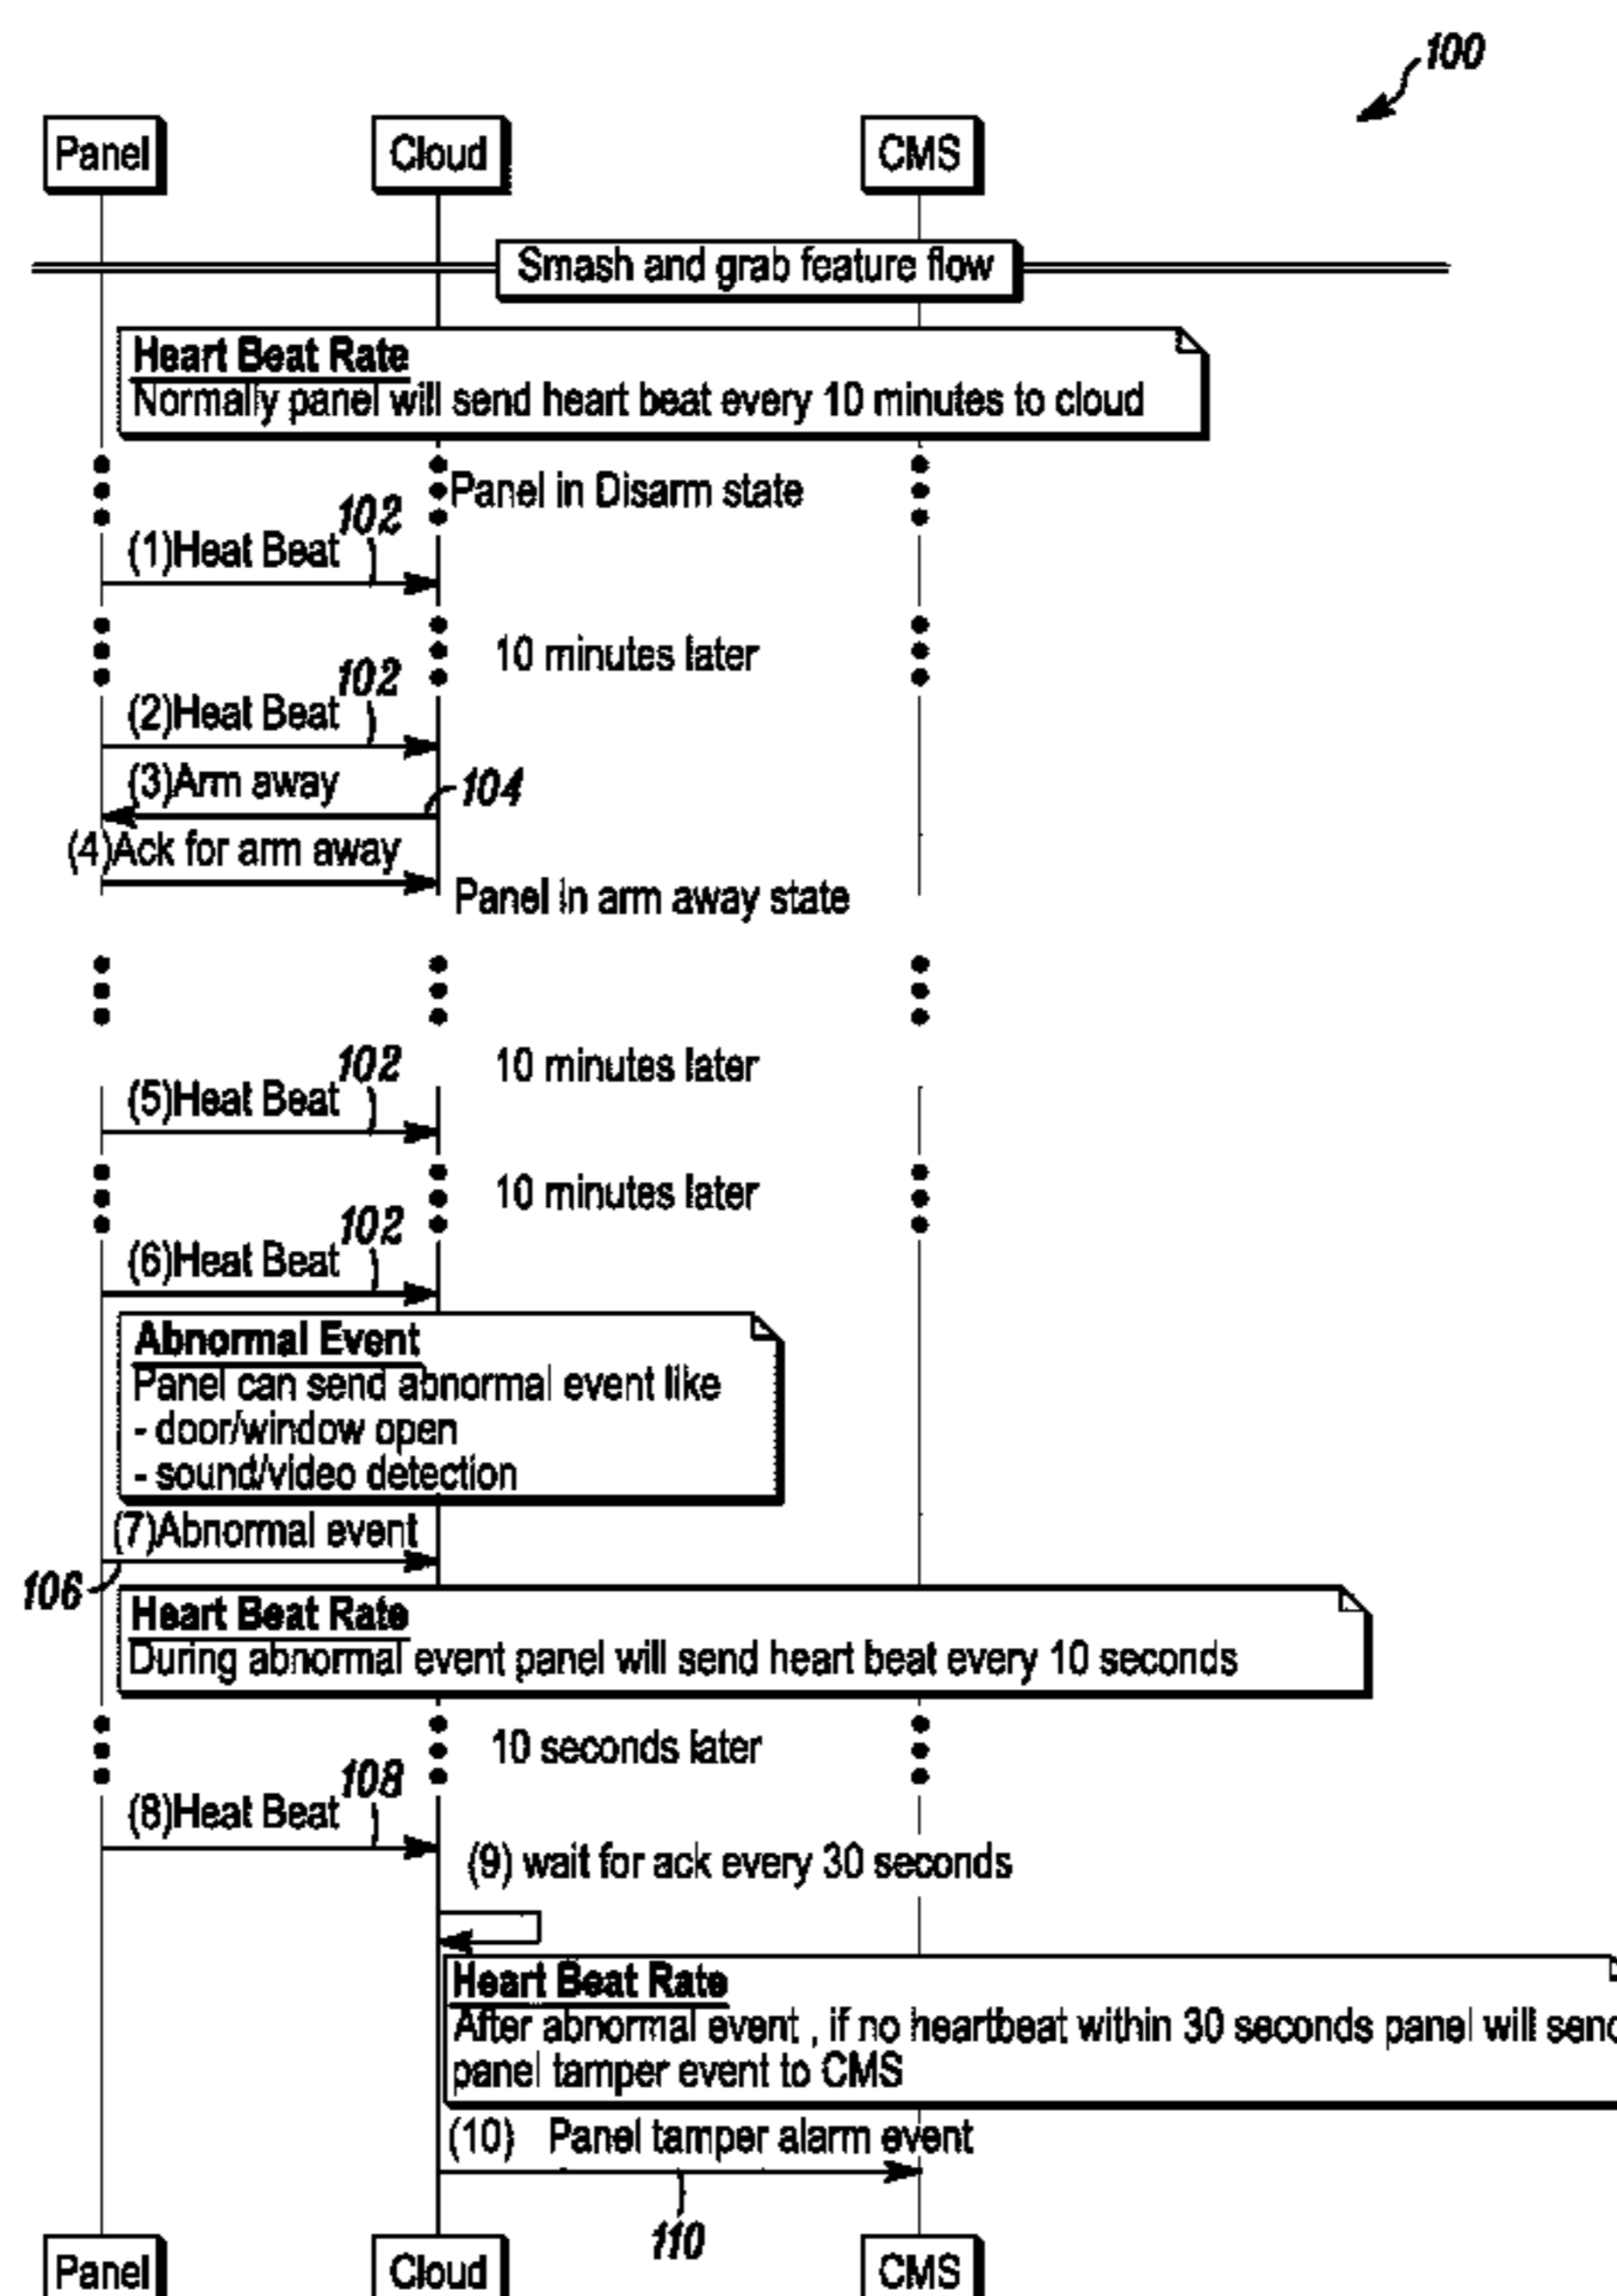 100
Panel
Cloud
CMS
Smash and grab feature flow
Heart Beat Rate
Normally panel will send heart beat every 10 minutes to cloud
Panel in Disarm state
102
(1)Heat Beat
10 minutes later
102
(2)Heat Beat
(3)Arm away
104
(4)Ack for arm away
Panel in arm away state
10 minutes later
102
(5)Heat Beat
10 minutes later
102
(6)Heat Beat
Abnormal Event
Panel can send abnormal event like
- door/window open
- sound/video detection
(7)Abnormal event
106
Heart Beat Rate
During abnormal event panel will send heart beat every 10 seconds
10 seconds later
108
(8)Heat Beat
(9) wait for ack every 30 seconds
Heart Beat Rate
After abnormal event , if no heartbeat within 30 seconds panel will send
panel tamper event to CMS
(10) Panel tamper alarm event
110
Panel
Cloud
CMS